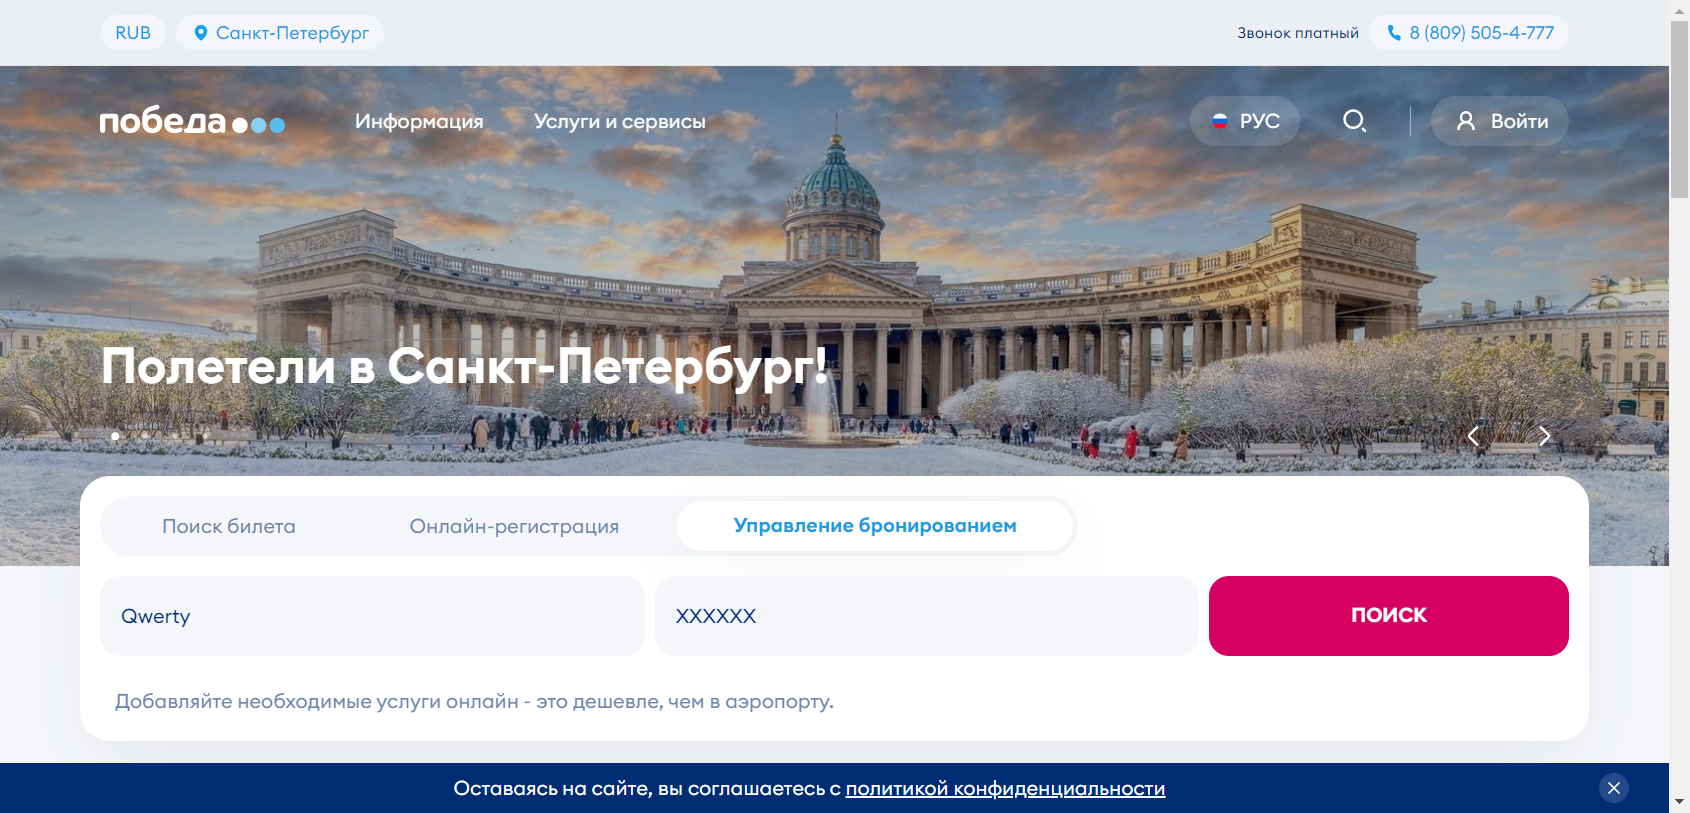 RUB
Санкт-Петербург
Звонок платный
8 (809) 505-4-777
победа
Информация
Услуги и сервисы
РУС
Войти
Полетели в Санкт-Петербург!
Поиск билета
Онлайн-регистрация
Управление бронированием
Qwerty
XXXXXX
ПОИСК
Добавляйте необходимые услуги онлайн - это дешевле, чем в аэропорту.
Оставаясь на сайте, вы соглашаетесь с политикой конфиденциальности